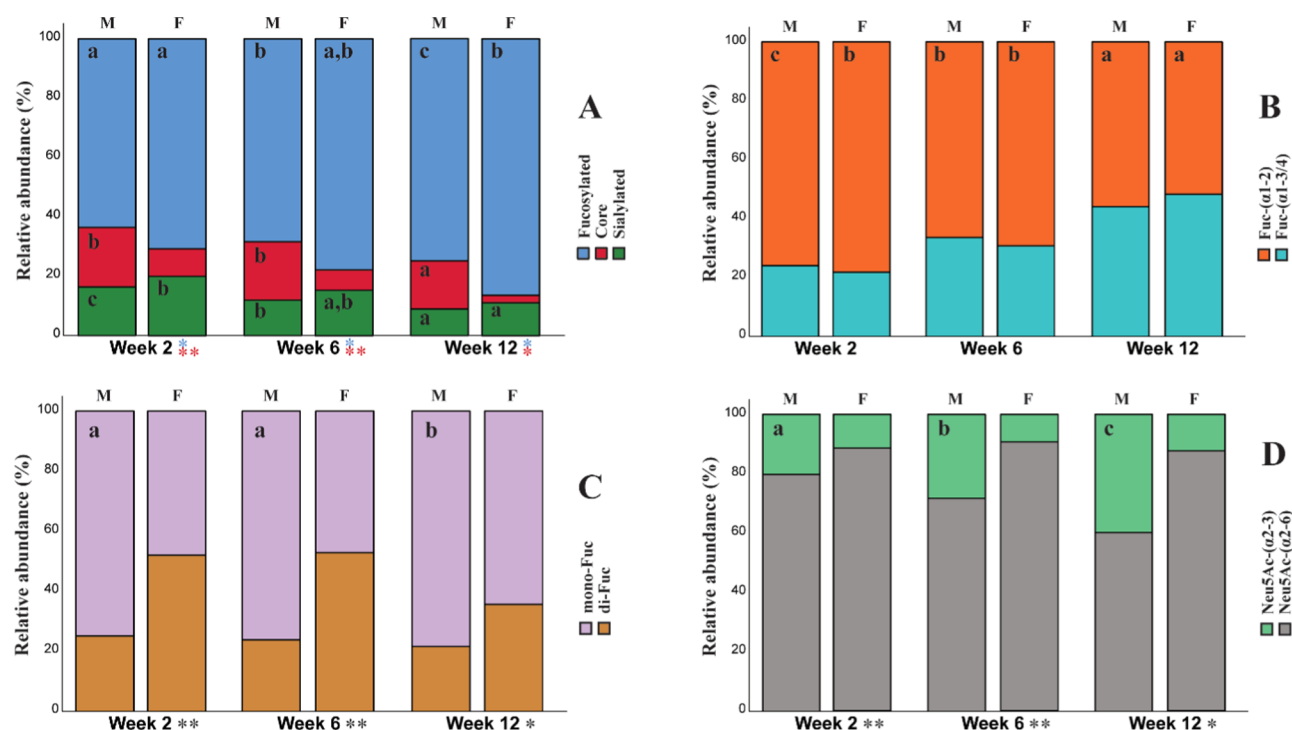 M F M F M F
100
80
60
40
20
0
Relative abundance (%)
a a b a,b c b
b b a
c b b a,b a a
Week 2 ** * Week 6 ** * Week 12 * *
A
Fucosylated
Core
Sialylated
M F M F M F
100
80
60
40
20
0
Relative abundance (%)
c b b b a a
Week 2 Week 6 Week 12
B
Fuc-(α1-2)
Fuc-(α1-3/4)
M F M F M F
100
80
60
40
20
0
Relative abundance (%)
a a b
Week 2 ** Week 6 ** Week 12 *
C
mono-Fuc
di-Fuc
M F M F M F
100
80
60
40
20
0
Relative abundance (%)
a b c
Week 2 ** Week 6 ** Week 12 *
D
Neu5Ac-(α2-3)
Neu5Ac-(α2-6)